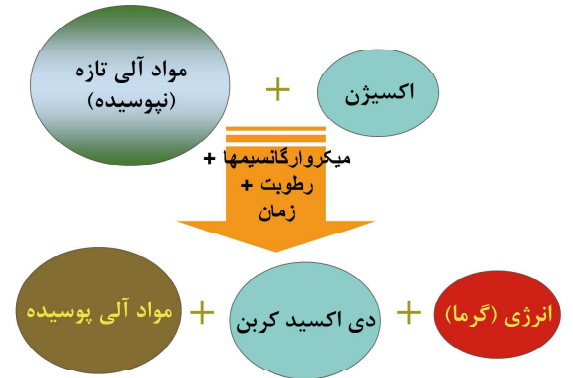 مواد آلی تازه
(نپوسیده)
+
اکسیژن
میکروارگانسیمها +
رطوبت +
زمان
مواد آلی پوسیده
+
دی اکسید کربن
+
انرژی (گرما)